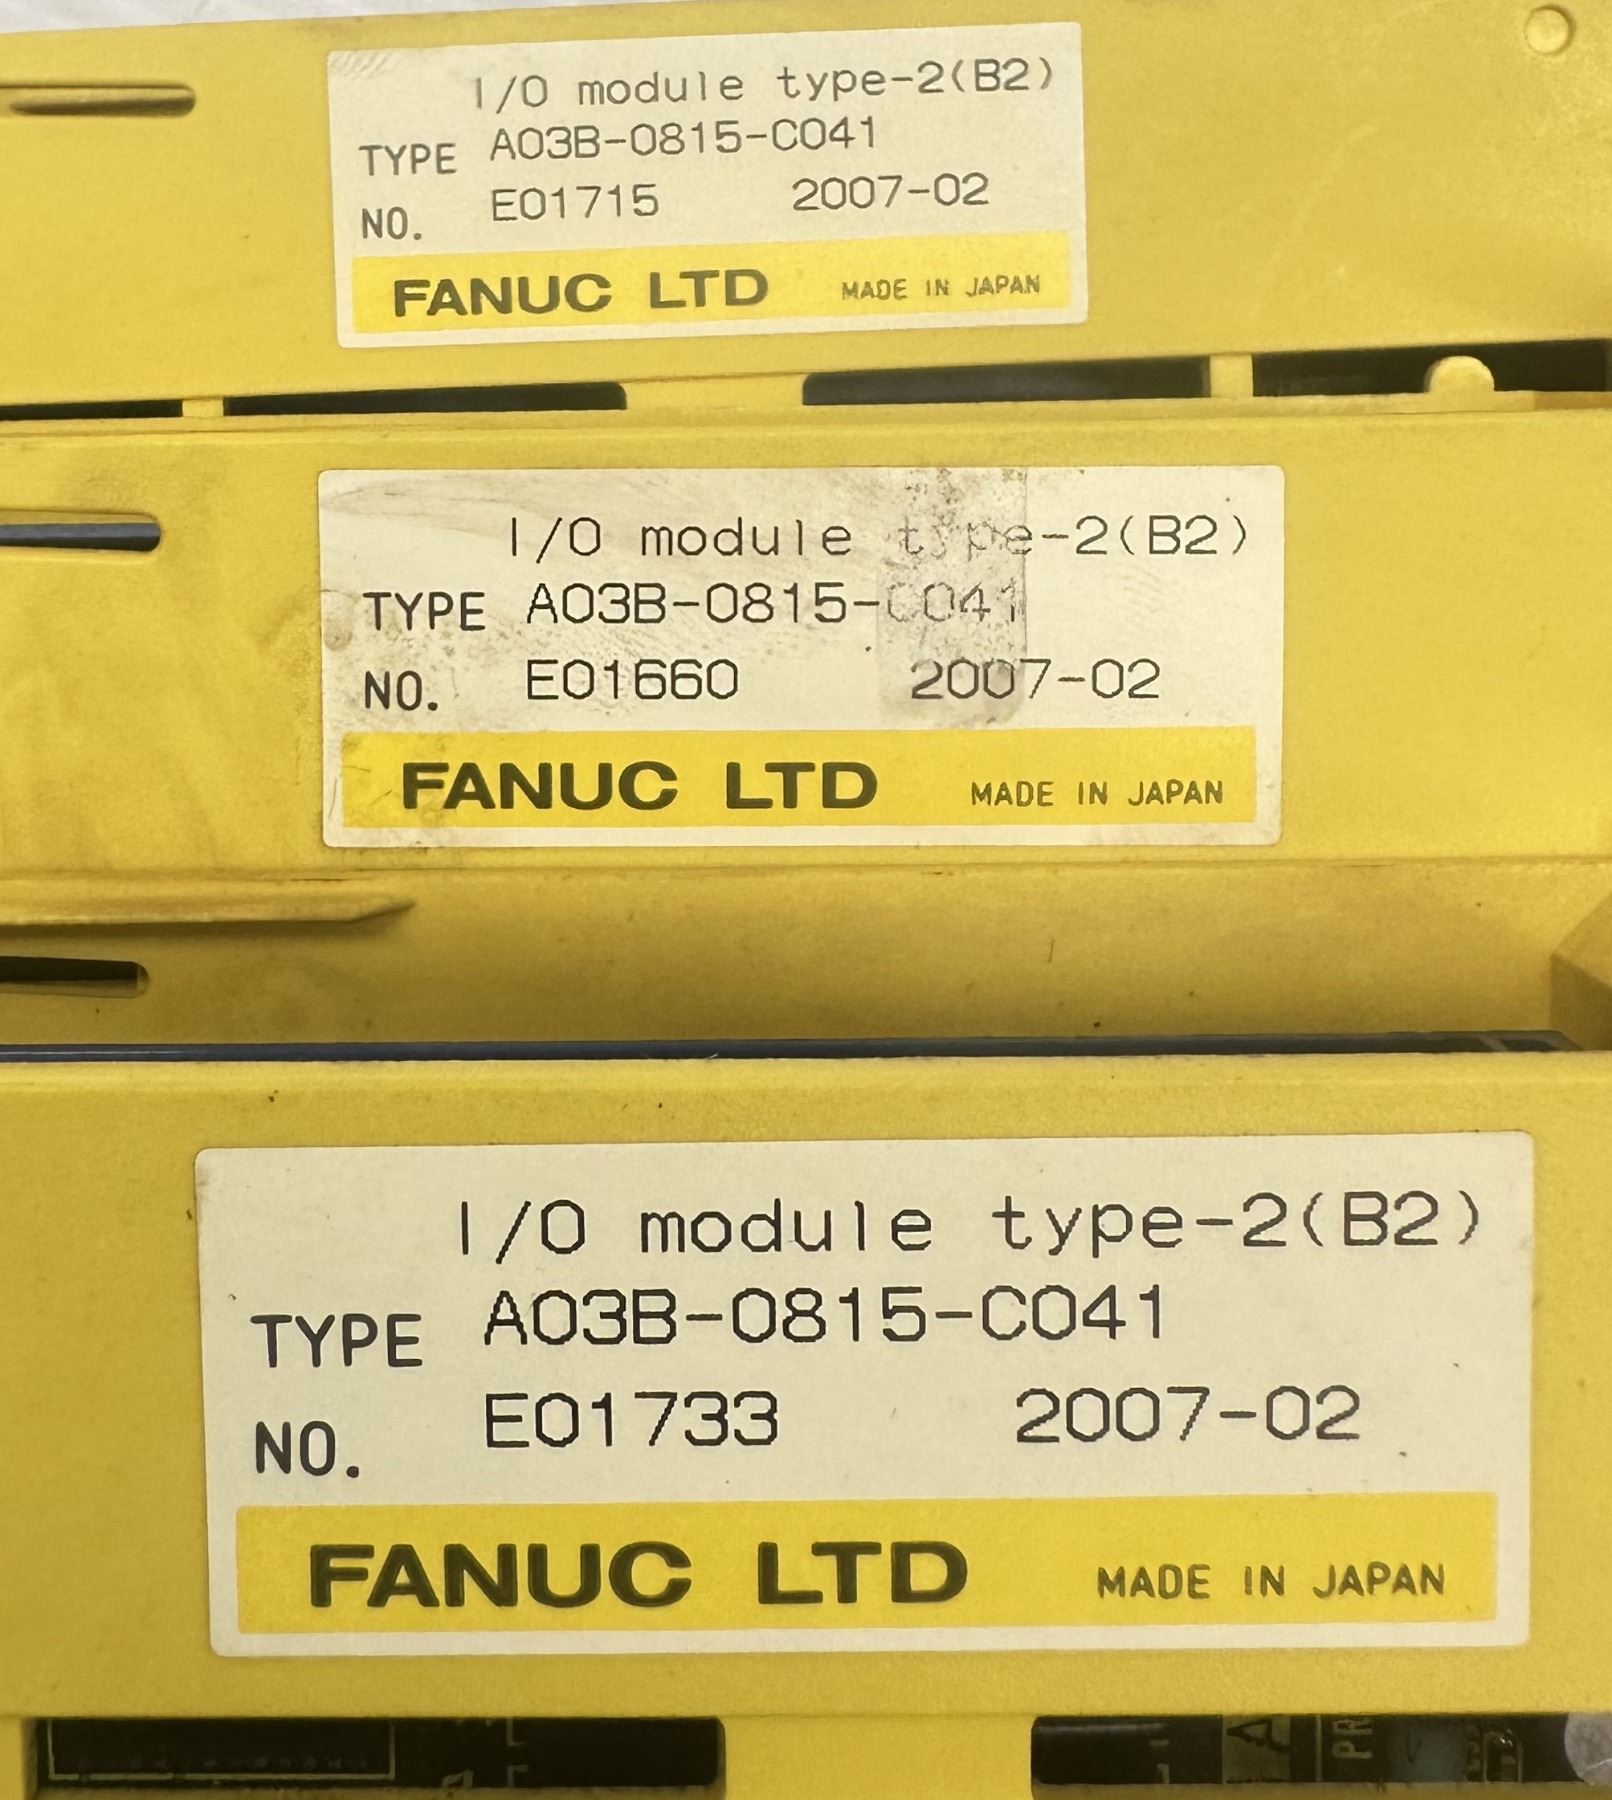 I/O module type-2(B2)
TYPE A03B-0815-C041
NO. E01715 2007-02
FANUC LTD MADE IN JAPAN
I/O module type-2(B2)
TYPE A03B-0815-C041
NO. E01660 2007-02
FANUC LTD MADE IN JAPAN
I/O module type-2(B2)
TYPE A03B-0815-C041
NO. E01733 2007-02
FANUC LTD MADE IN JAPAN